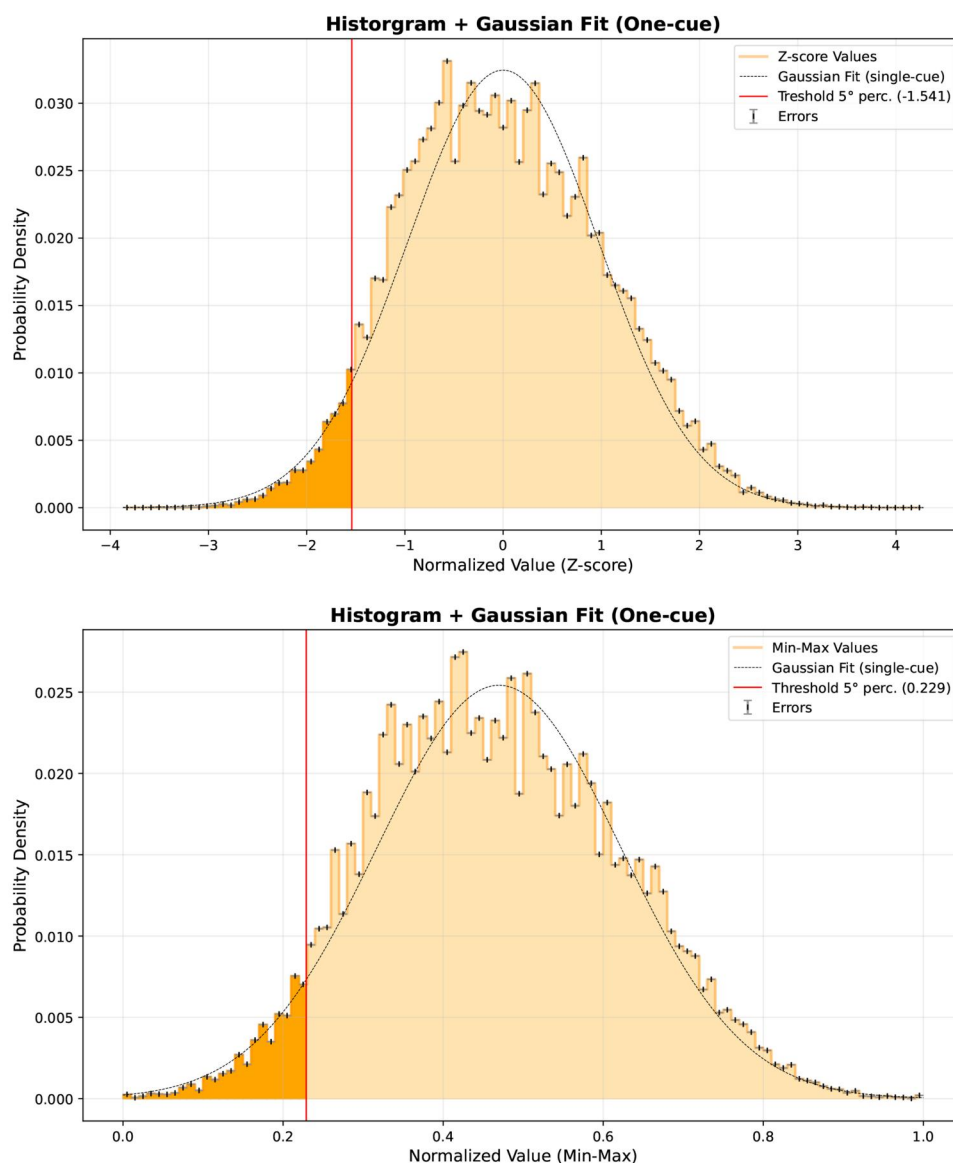 Historgram + Gaussian Fit (One-cue)
Z-score Values
Gaussian Fit (single-cue)
Treshold 5° perc. (-1.541)
Errors
0.030
0.025
0.020
0.015
0.010
0.005
0.000
Probability Density
−4 −3 −2 −1 0 1 2 3 4
Normalized Value (Z-score)
Histogram + Gaussian Fit (One-cue)
Min-Max Values
Gaussian Fit (single-cue)
Threshold 5° perc. (0.229)
Errors
0.025
0.020
0.015
0.010
0.005
0.000
Probability Density
0.0 0.2 0.4 0.6 0.8 1.0
Normalized Value (Min-Max)